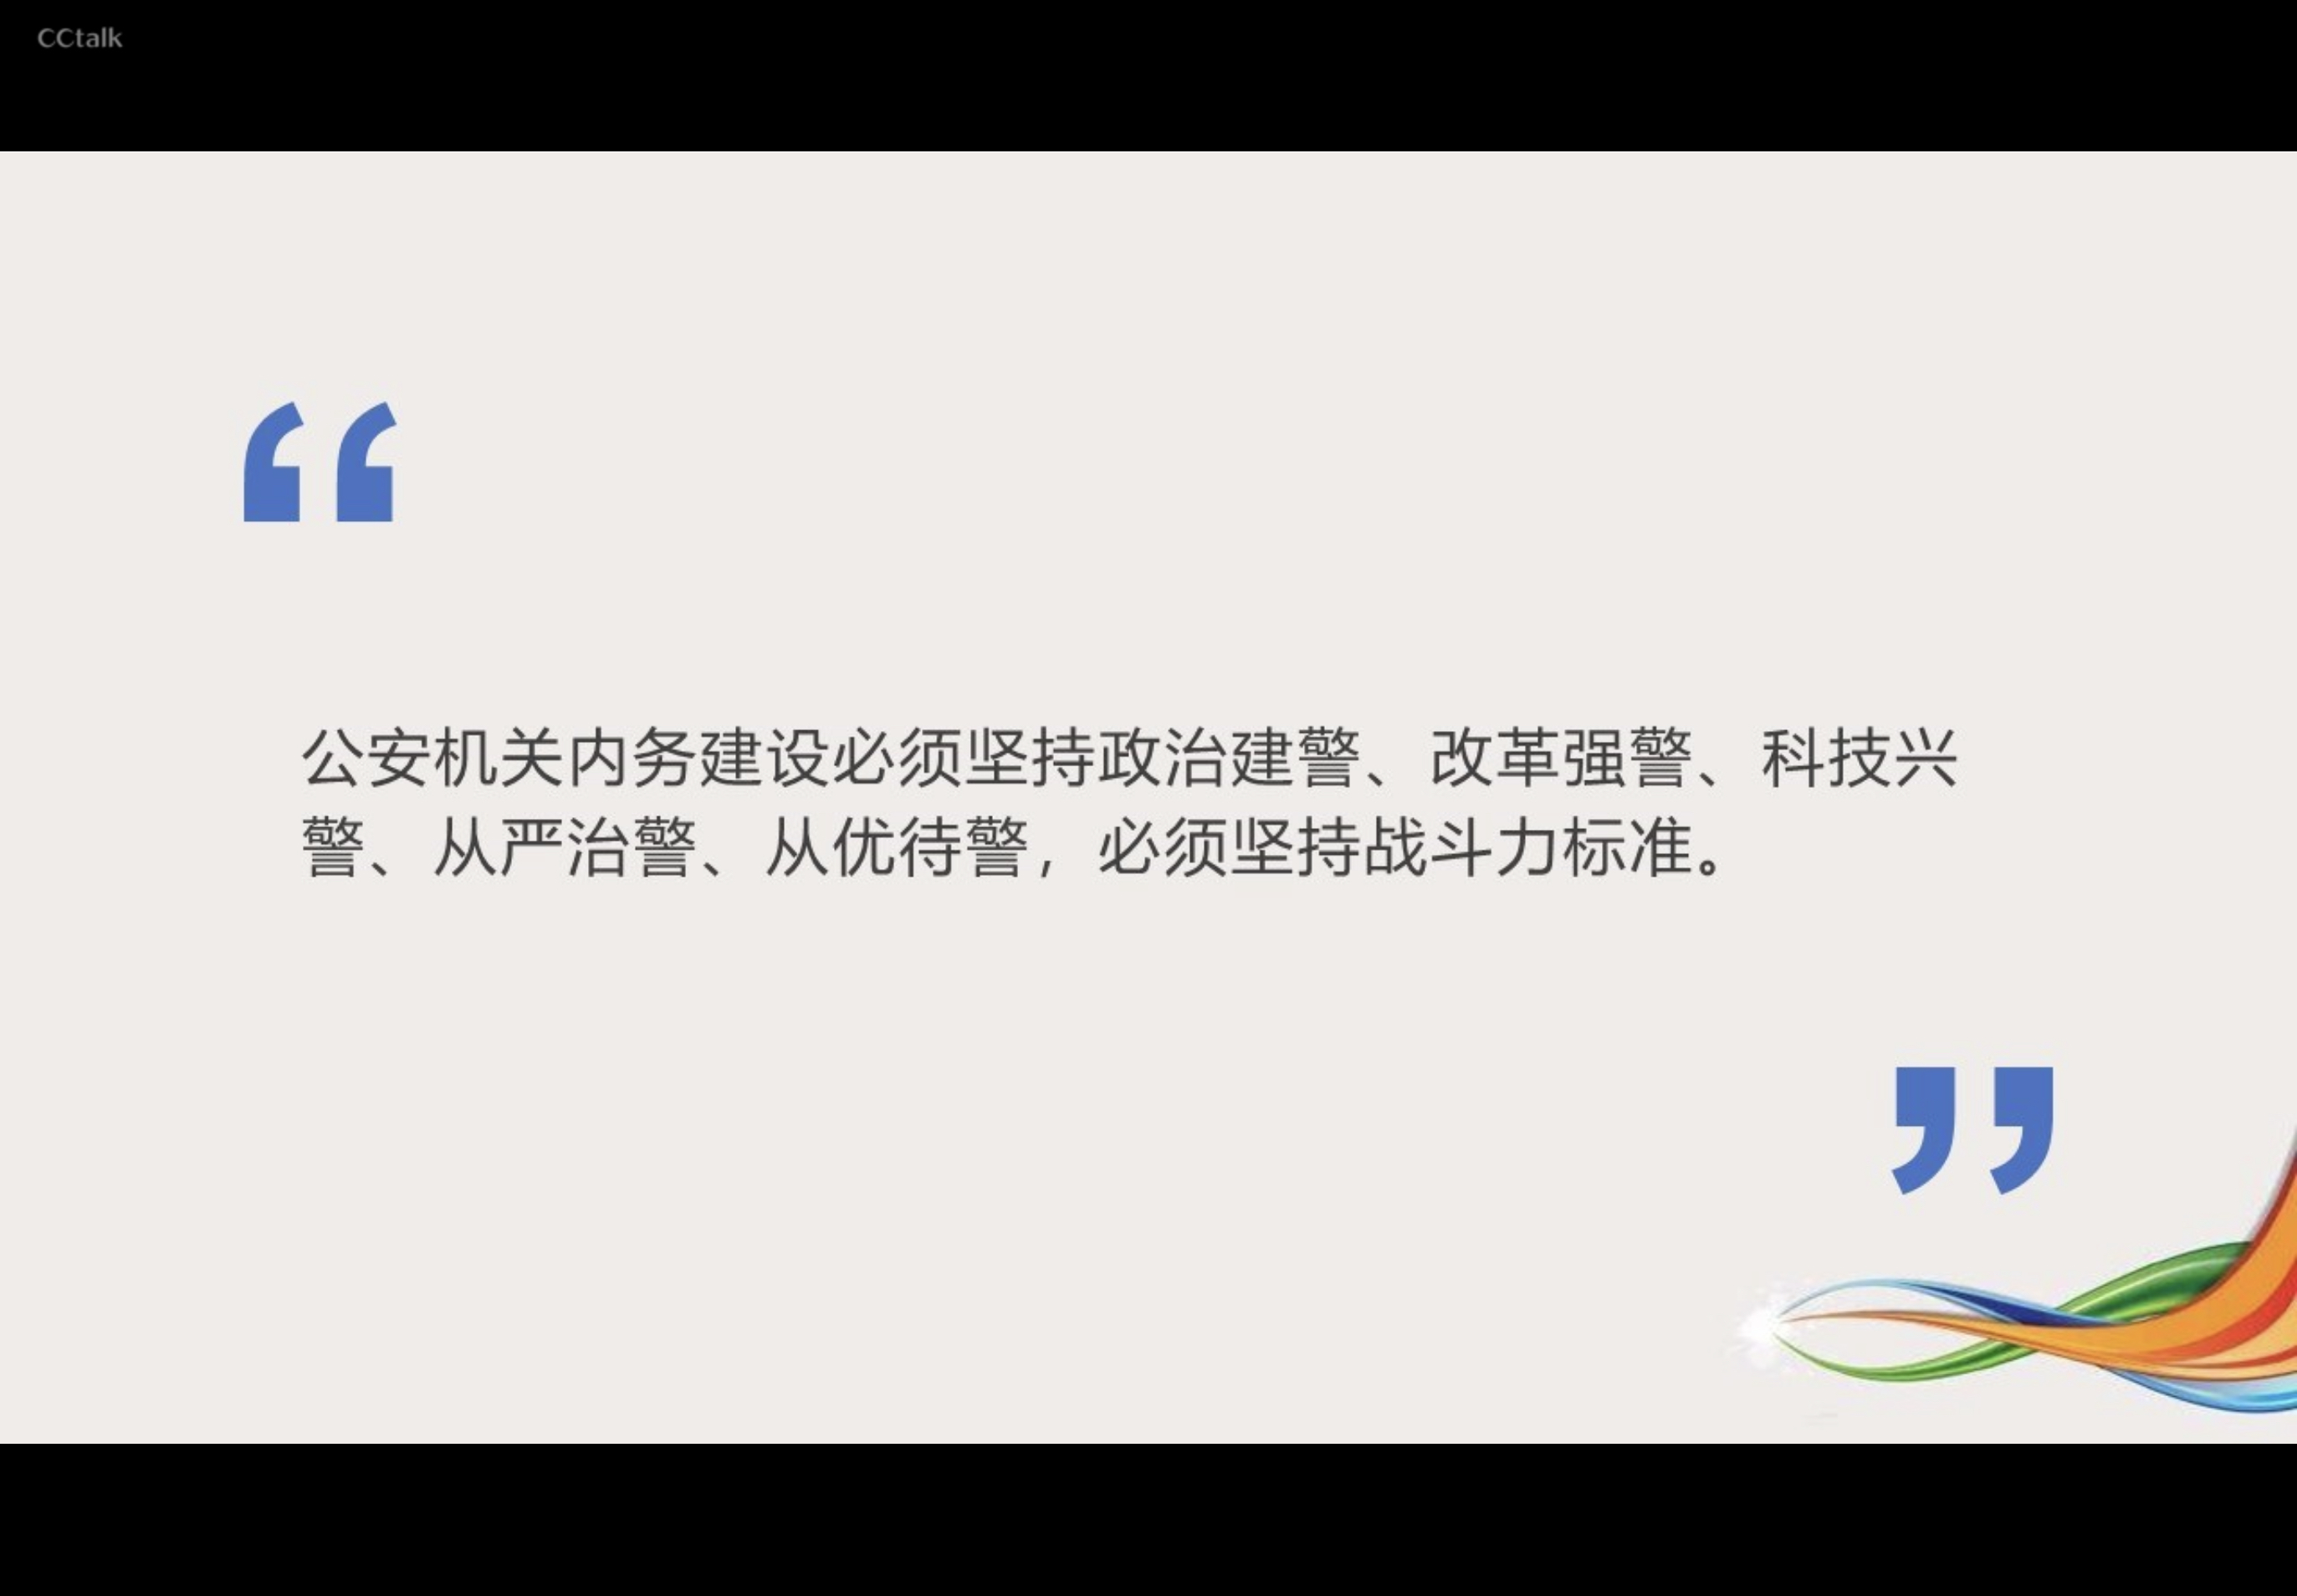 CCtalk
“
公安机关内务建设必须坚持政治建警、改革强警、科技兴
警、从严治警、从优待警，必须坚持战斗力标准。
”